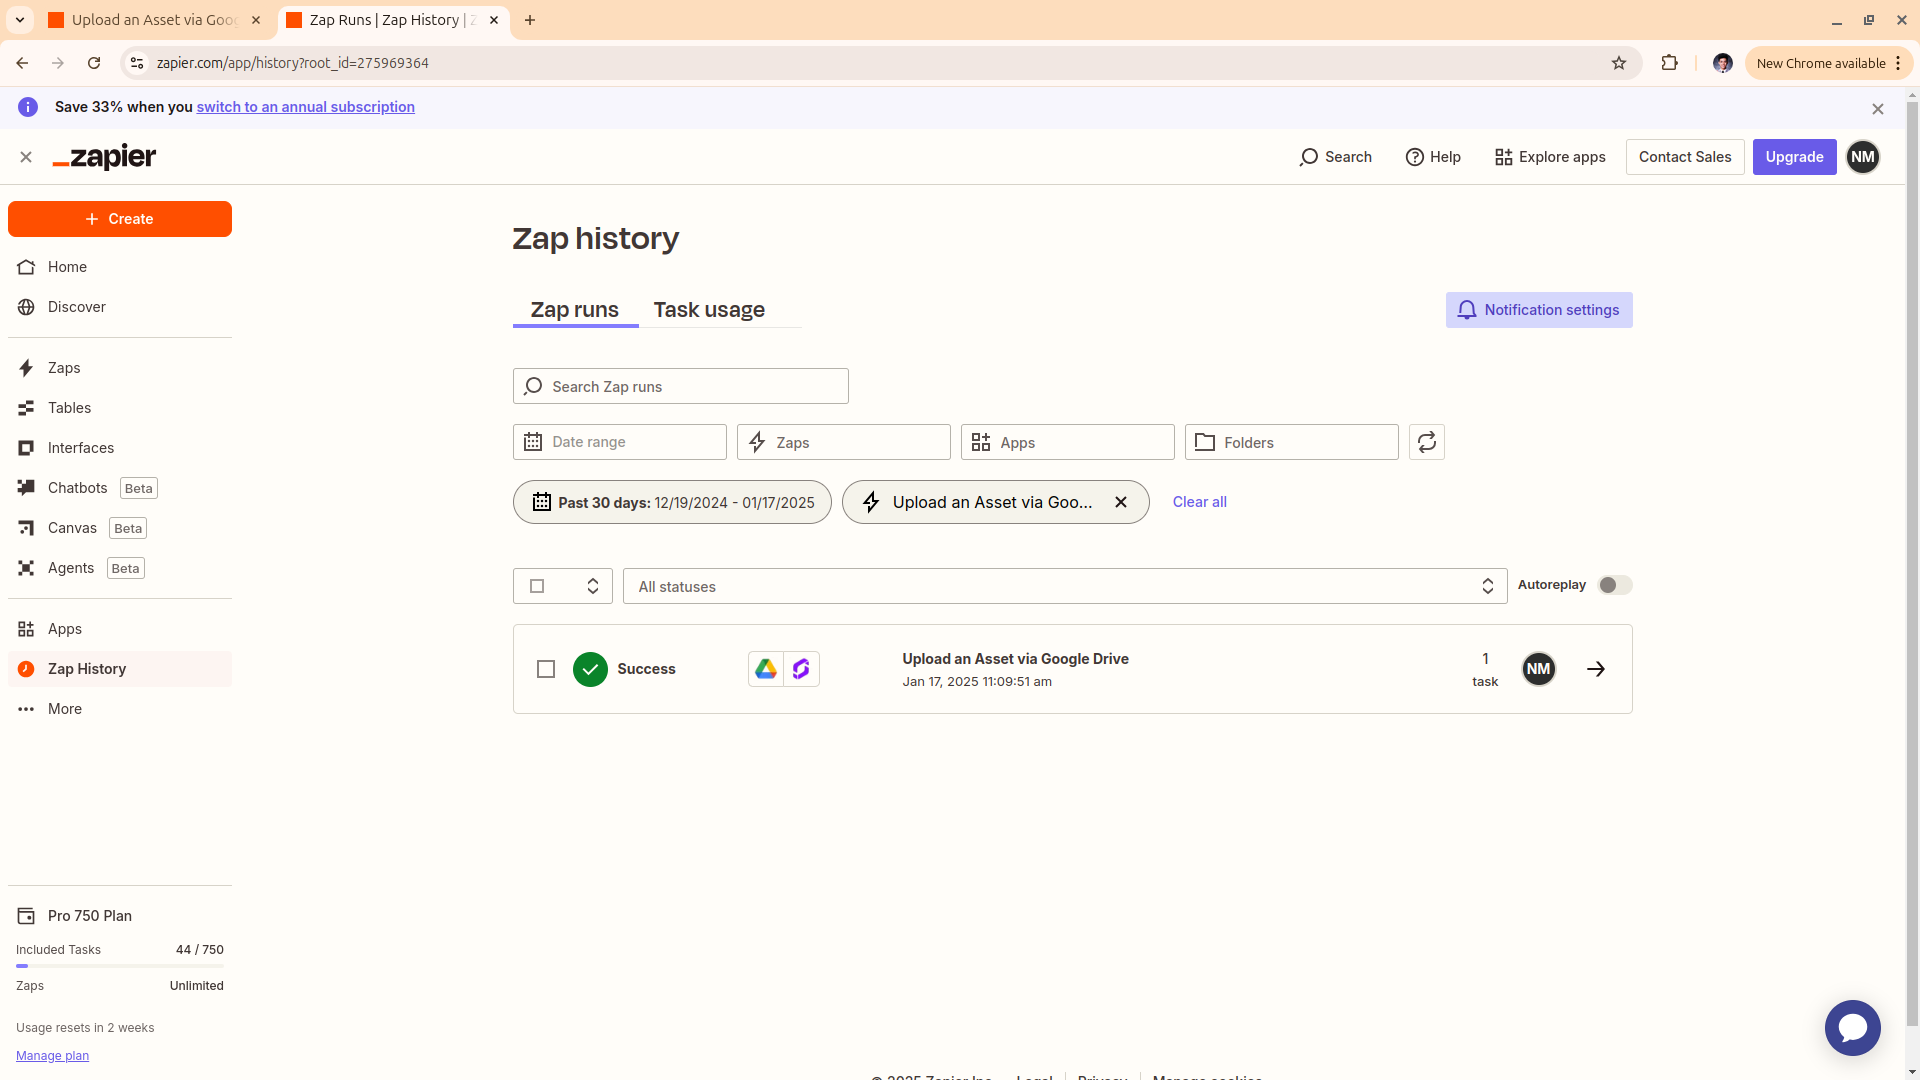 Upload an Asset via Goo
Zap Runs | Zap History |
zapier.com/app/history?root_id=275969364
New Chrome available
Save 33% when you switch to an annual subscription
zapier
Search
Help
Explore apps
Contact Sales
Upgrade
NM
Create
Home
Discover
Zaps
Tables
Interfaces
Chatbots Beta
Canvas Beta
Agents Beta
Apps
Zap History
More
Pro 750 Plan
Included Tasks 44 / 750
Zaps Unlimited
Usage resets in 2 weeks
Manage plan
Zap history
Zap runs Task usage
Notification settings
Search Zap runs
Date range Zaps Apps Folders
Past 30 days: 12/19/2024 - 01/17/2025 Upload an Asset via Goo... Clear all
All statuses Autoreplay
Success
Upload an Asset via Google Drive
Jan 17, 2025 11:09:51 am
1
task
NM